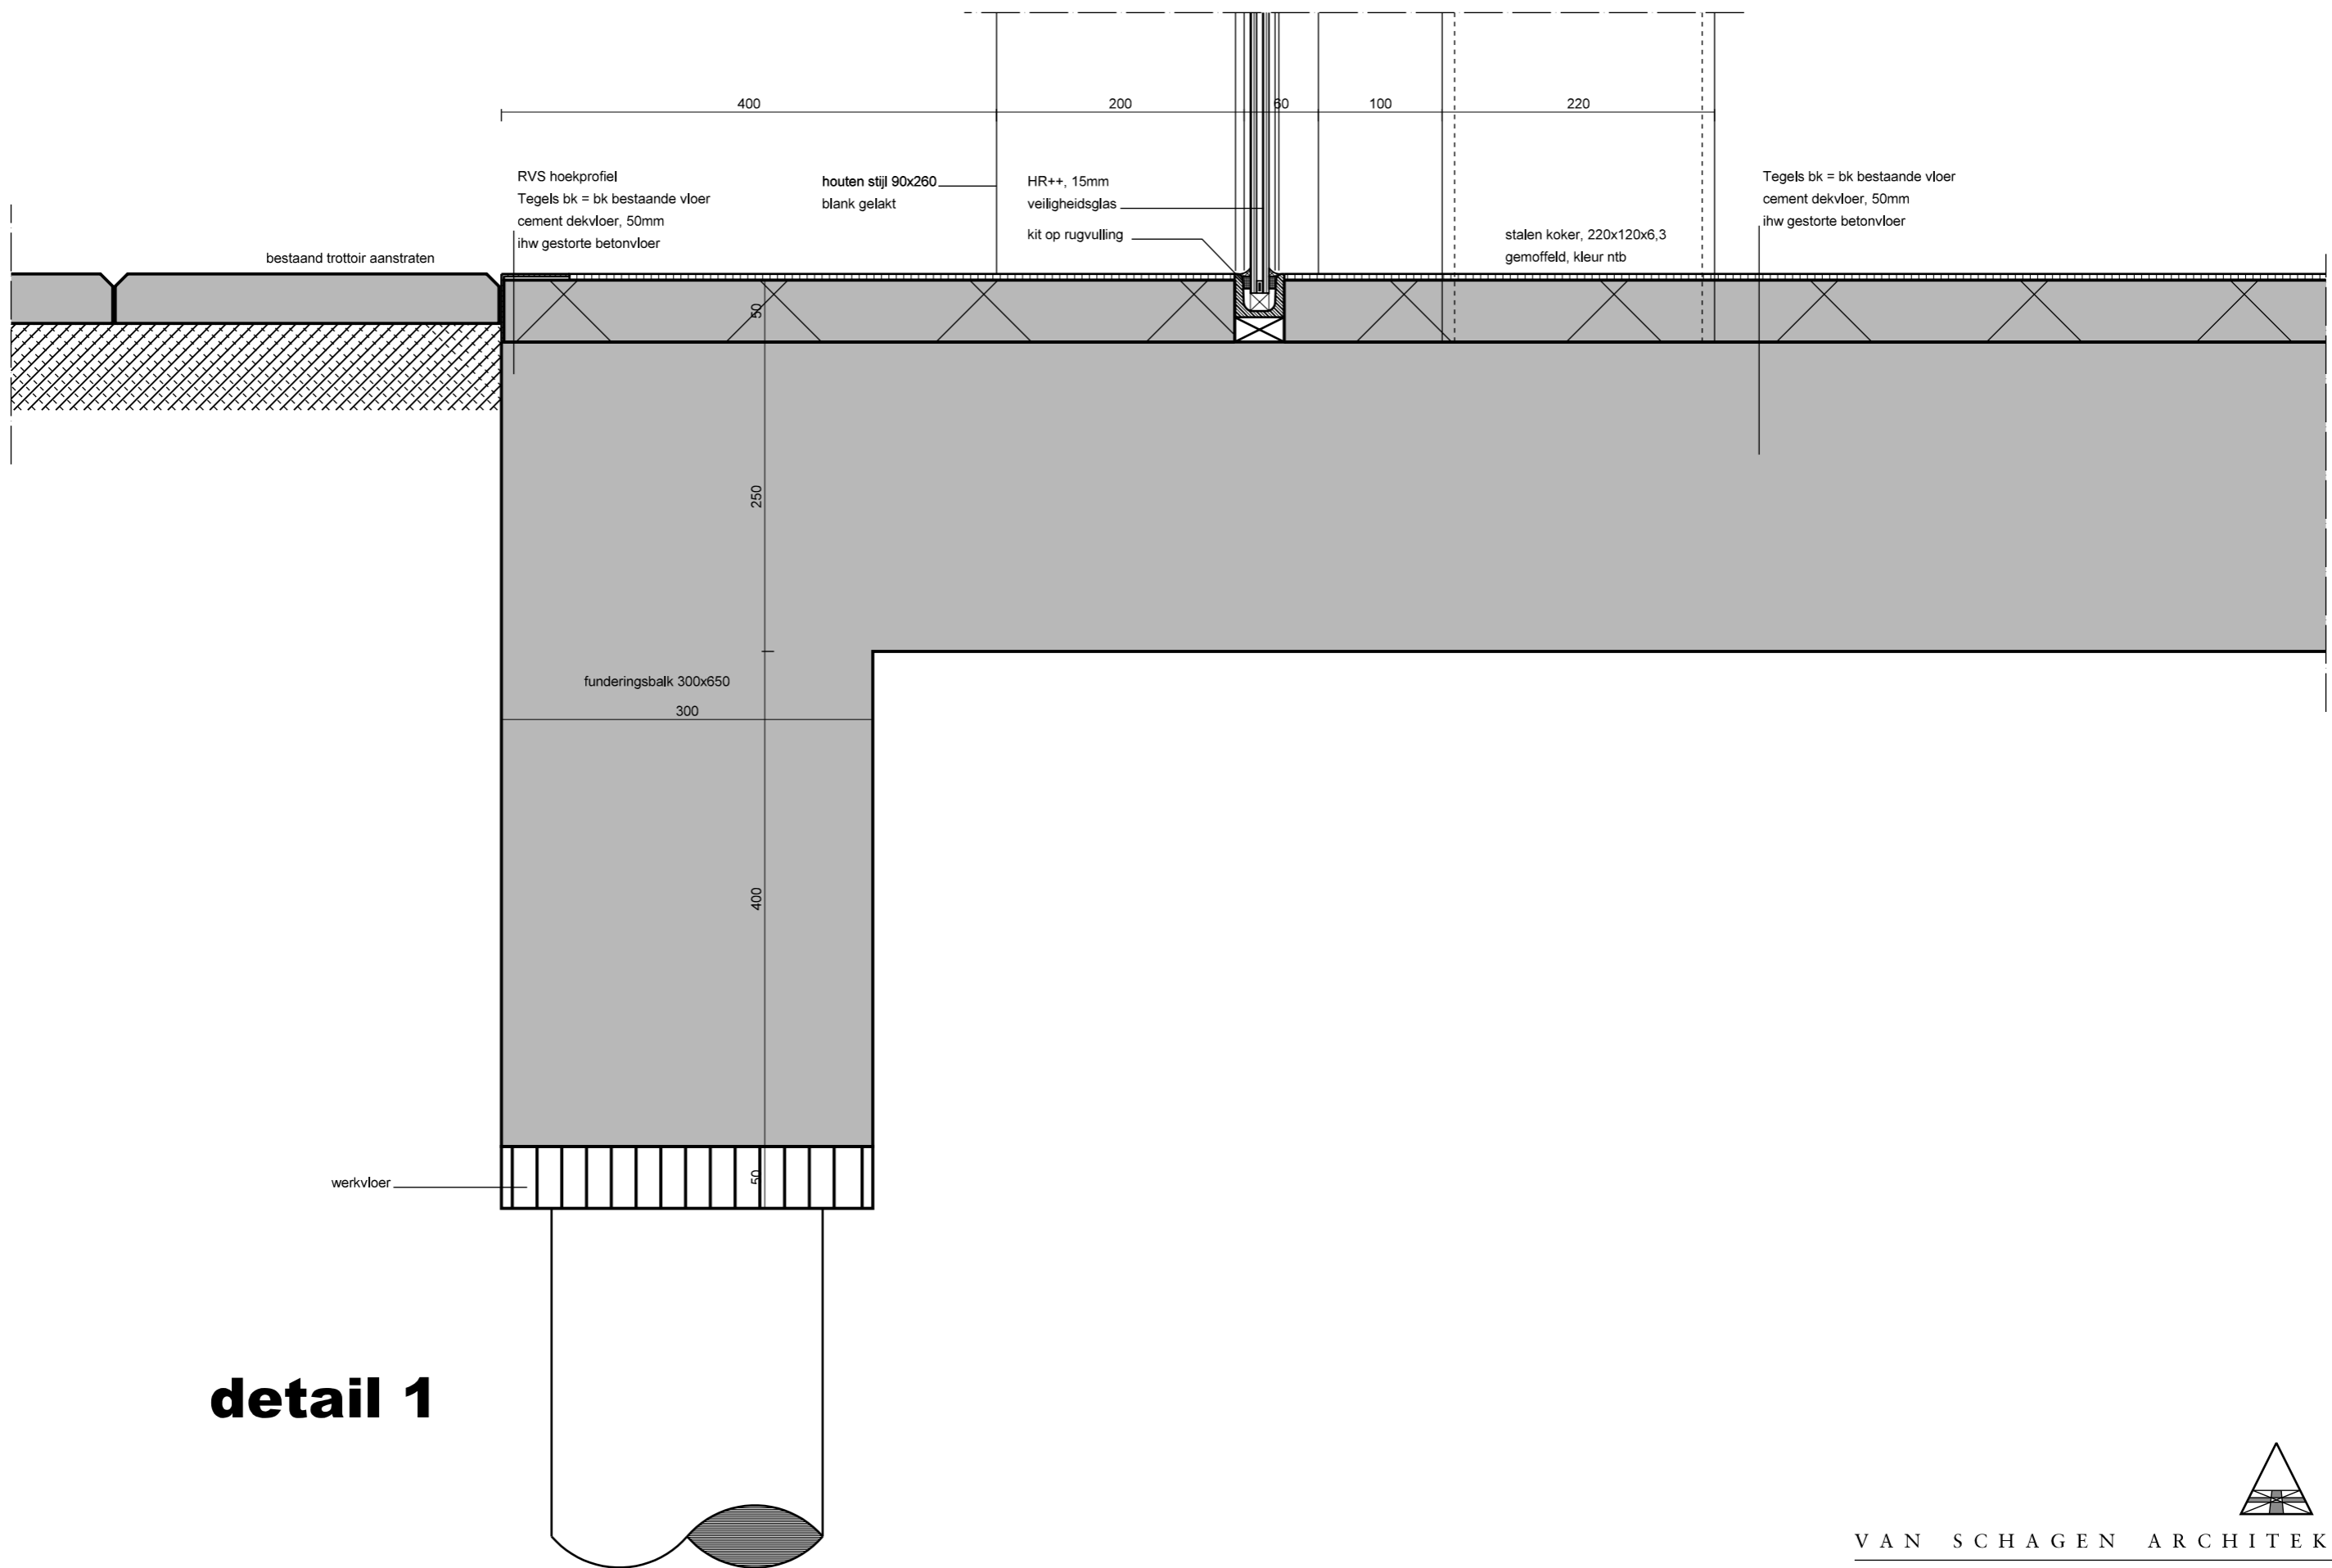 400
200
60
100
220
RVS hoekprofiel
Tegels bk = bk bestaande vloer
cement dekvloer, 50mm
ihw gestorte betonvloer
houten stijl 90x260
blank gelakt
HR++, 15mm
veiligheidsglas
kit op rugvulling
stalen koker, 220x120x6,3
gemoffeld, kleur ntb
Tegels bk = bk bestaande vloer
cement dekvloer, 50mm
ihw gestorte betonvloer
bestaand trottoir aanstraten
50
250
funderingsbalk 300x650
300
400
50
werkvloer
detail 1
VAN SCHAGEN ARCHITEK